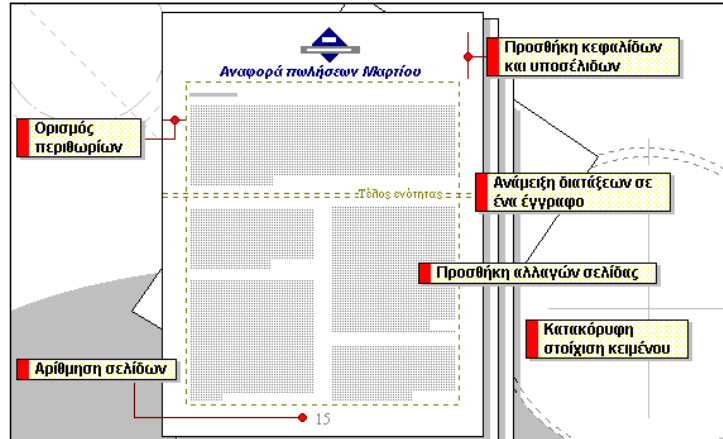 Αναφορά πωλήσεων Μαρτίου
Προσθήκη κεφαλίδων
και υποσέλιδων
Ορισμός
περιθωρίων
Τέλος ενότητας
Ανάμειξη διατάξεων σε
ένα έγγραφο
Προσθήκη αλλαγών σελίδας
Κατακόρυφη
στοίχιση κειμένου
Αρίθμηση σελίδων
15